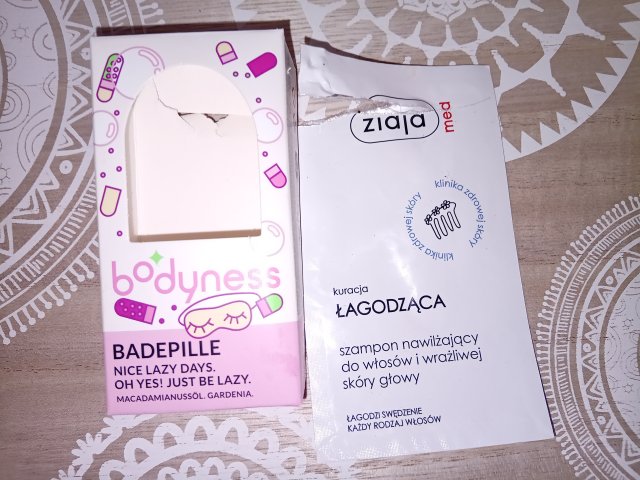 bodyness
BADEPILLE
NICE LAZY DAYS.
OH YES! JUST BE LAZY.
MACADAMIANUSSÖL. GARDENIA.
ziaja
med
klinika zdrowej skóry
klinika zdrowej skóry
kuracja
ŁAGODZĄCA
szampon nawilżający
do włosów i wrażliwej
skóry głowy
ŁAGODZI SWĘDZENIE
KAŻDY RODZAJ WŁOSÓW